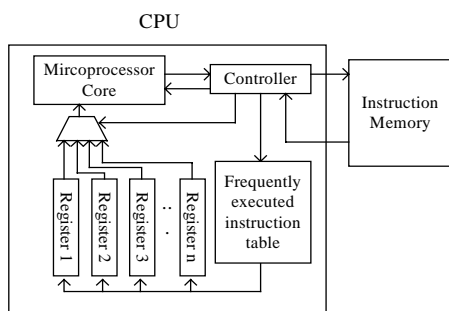 CPU
Mircoprocessor
Core
Controller
Instruction
Memory
Register 1
Register 2
Register 3
Register n
Frequently
executed
instruction
table